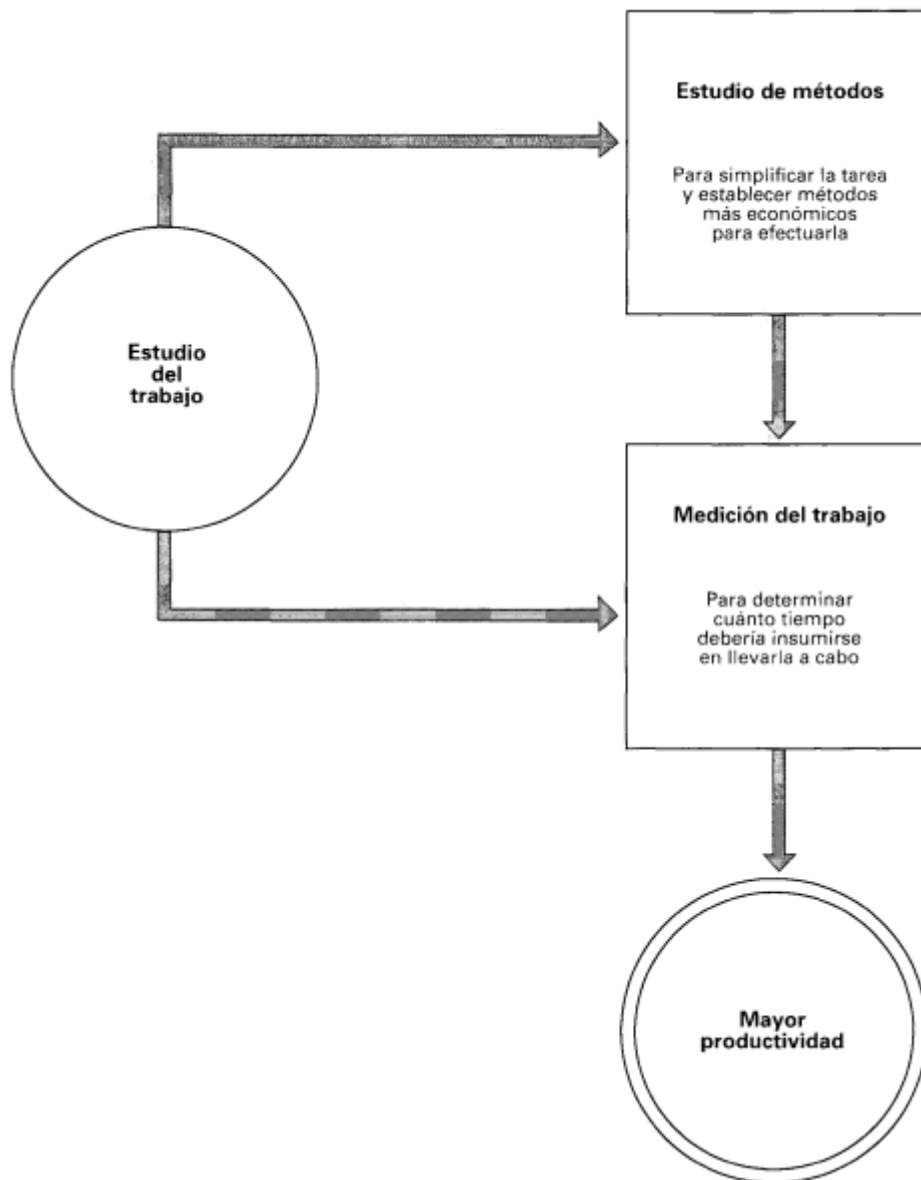 Estudio de métodos
Para simplificar la tarea
y establecer métodos
más económicos
para efectuarla
Estudio
del
trabajo
Medición del trabajo
Para determinar
cuánto tiempo
debería insumirse
en llevarla a cabo
Mayor
productividad